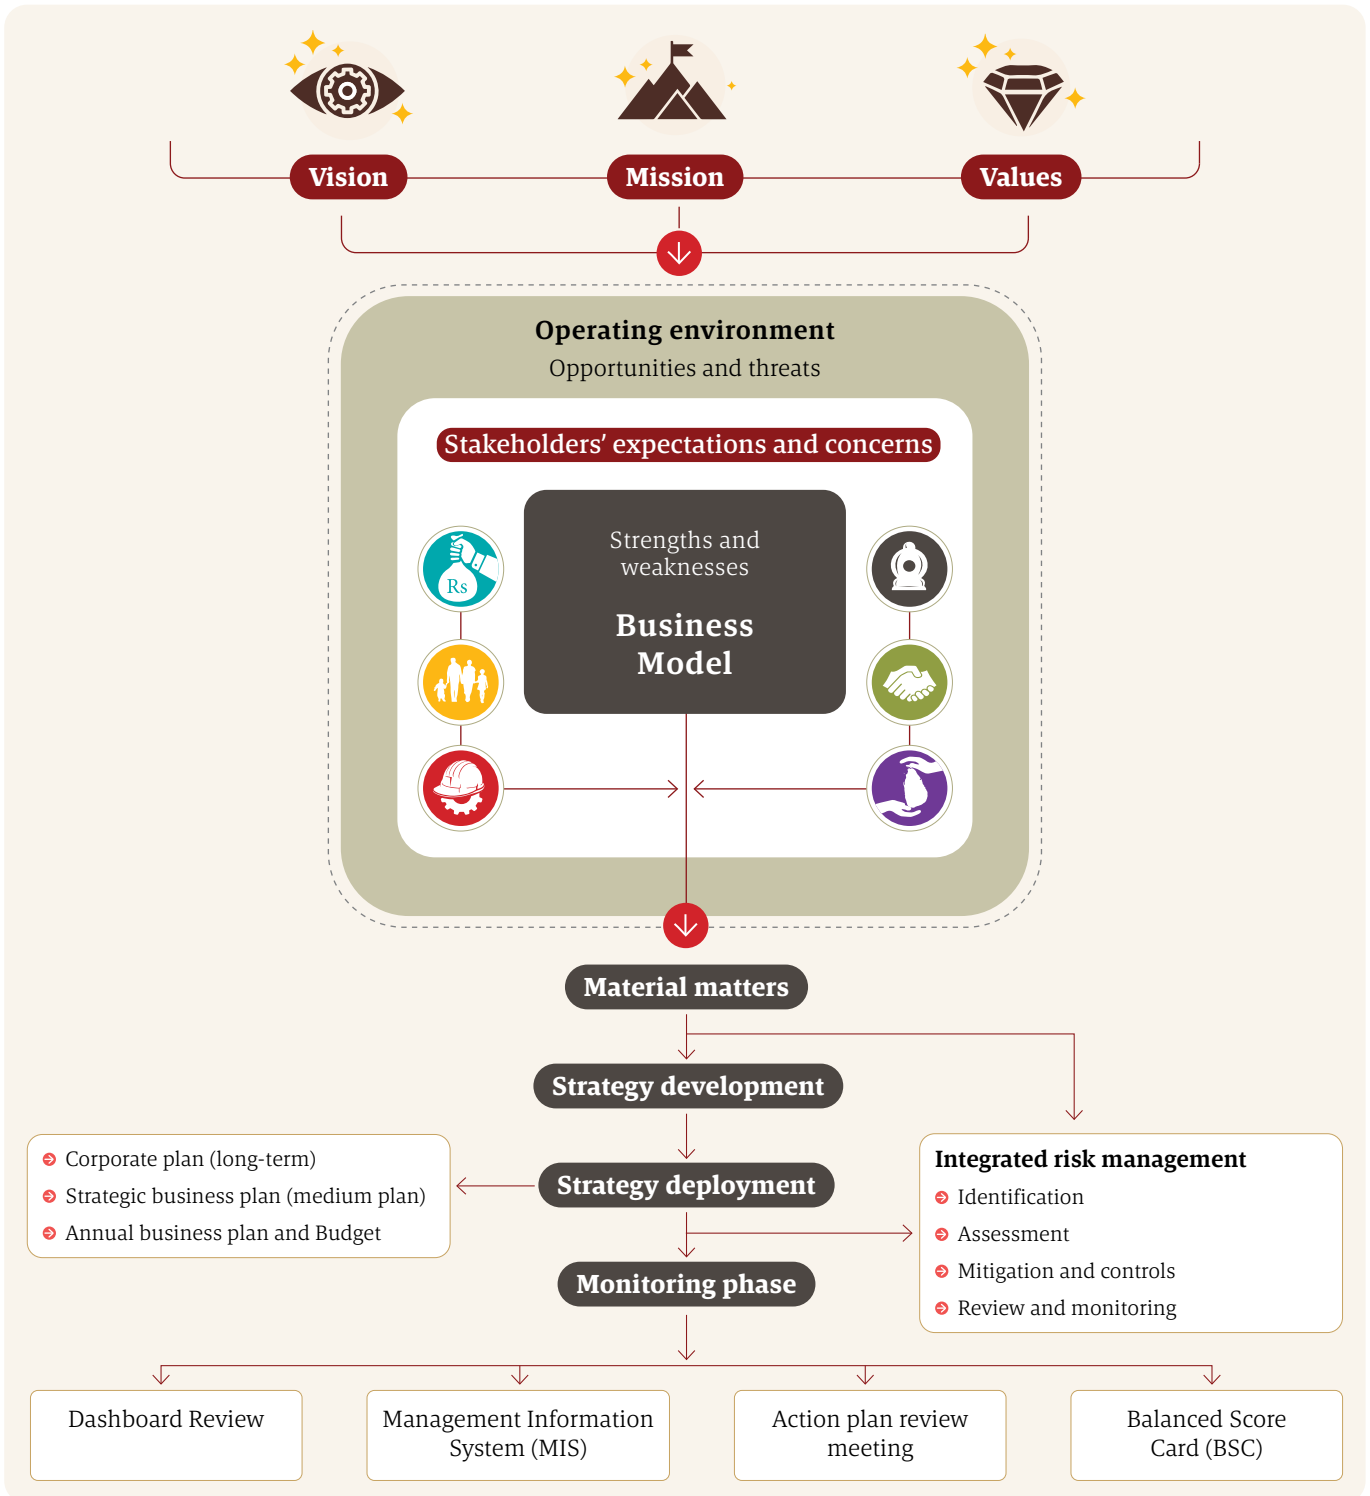 Vision
Mission
Values
Operating environment
Opportunities and threats
Stakeholders’ expectations and concerns
Strengths and
weaknesses
Business
Model
Rs
Material matters
Strategy development
Strategy deployment
Corporate plan (long-term)
Strategic business plan (medium plan)
Annual business plan and Budget
Integrated risk management
Identification
Assessment
Mitigation and controls
Review and monitoring
Monitoring phase
Dashboard Review
Management Information
System (MIS)
Action plan review
meeting
Balanced Score
Card (BSC)